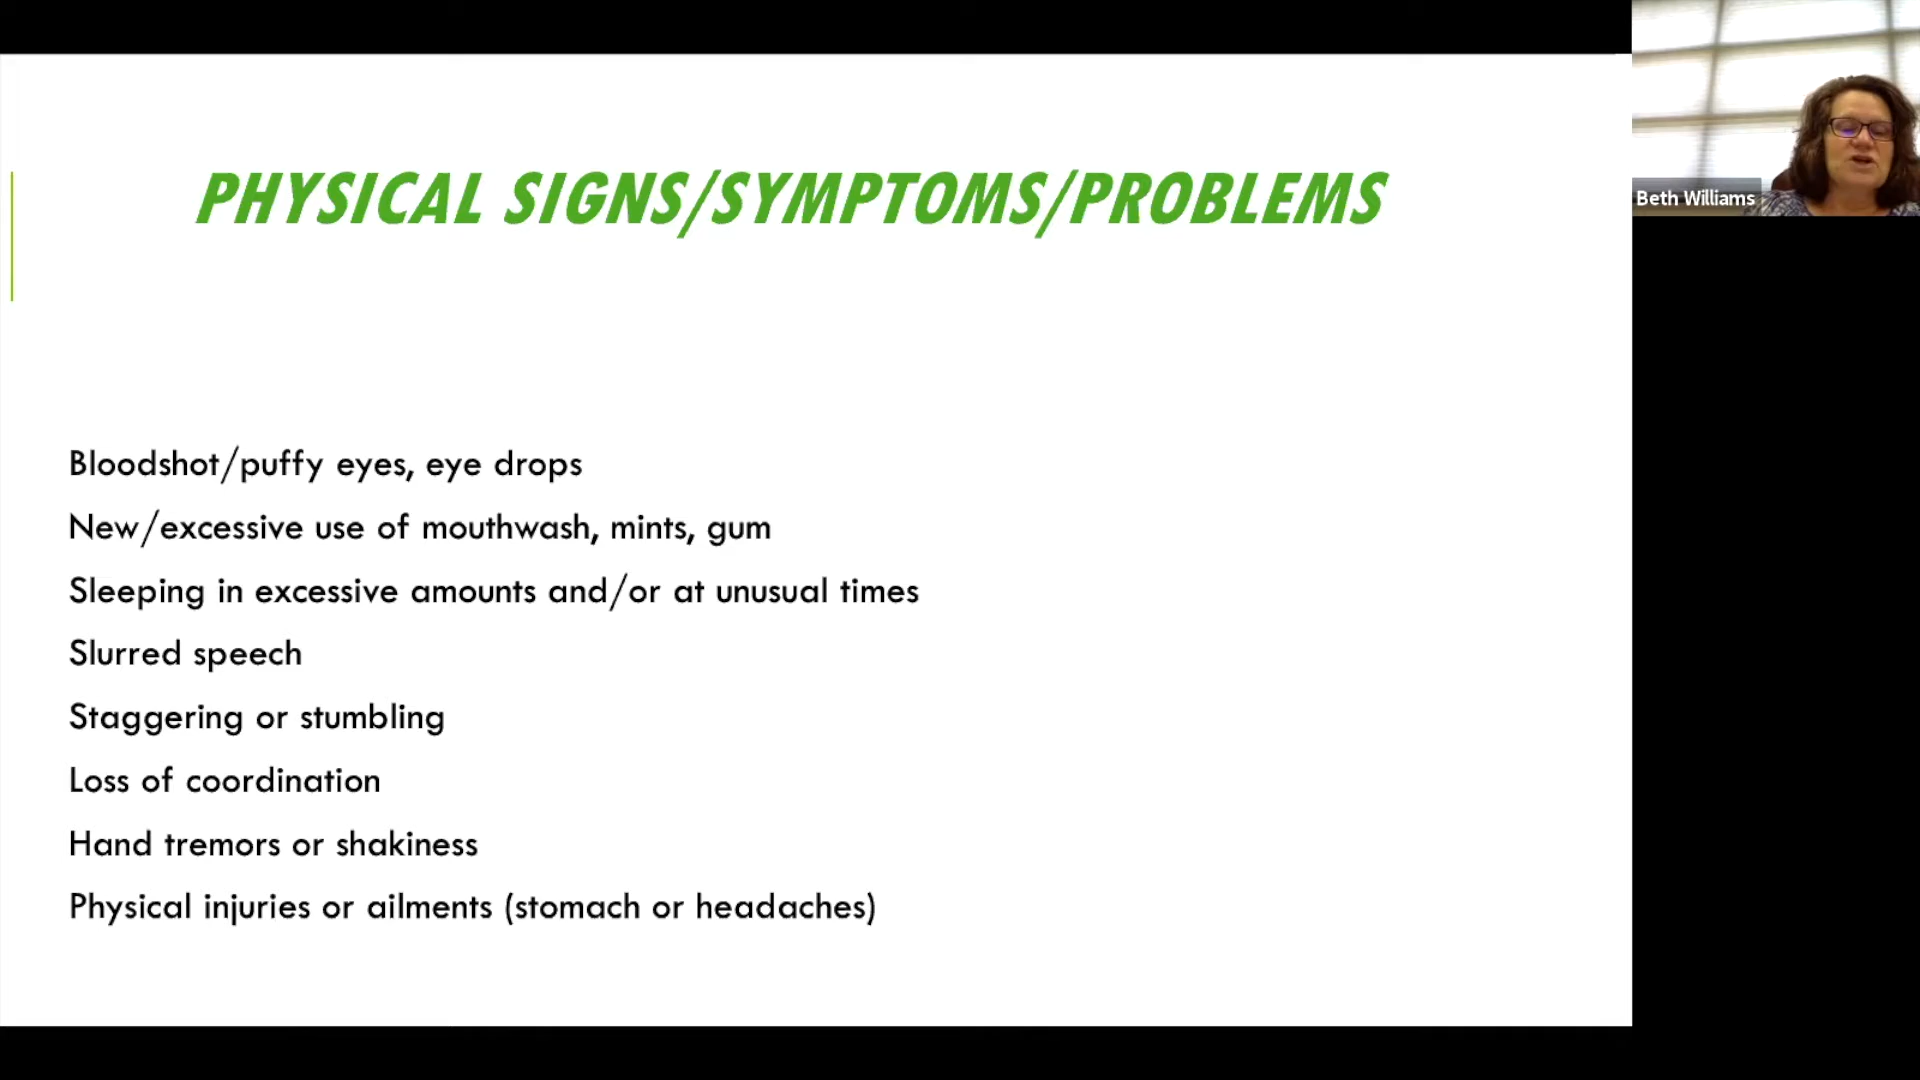 PHYSICAL SIGNS/SYMPTOMS/PROBLEMS
Beth Williams
Bloodshot/puffy eyes, eye drops
New/excessive use of mouthwash, mints, gum
Sleeping in excessive amounts and/or at unusual times
Slurred speech
Staggering or stumbling
Loss of coordination
Hand tremors or shakiness
Physical injuries or ailments (stomach or headaches)